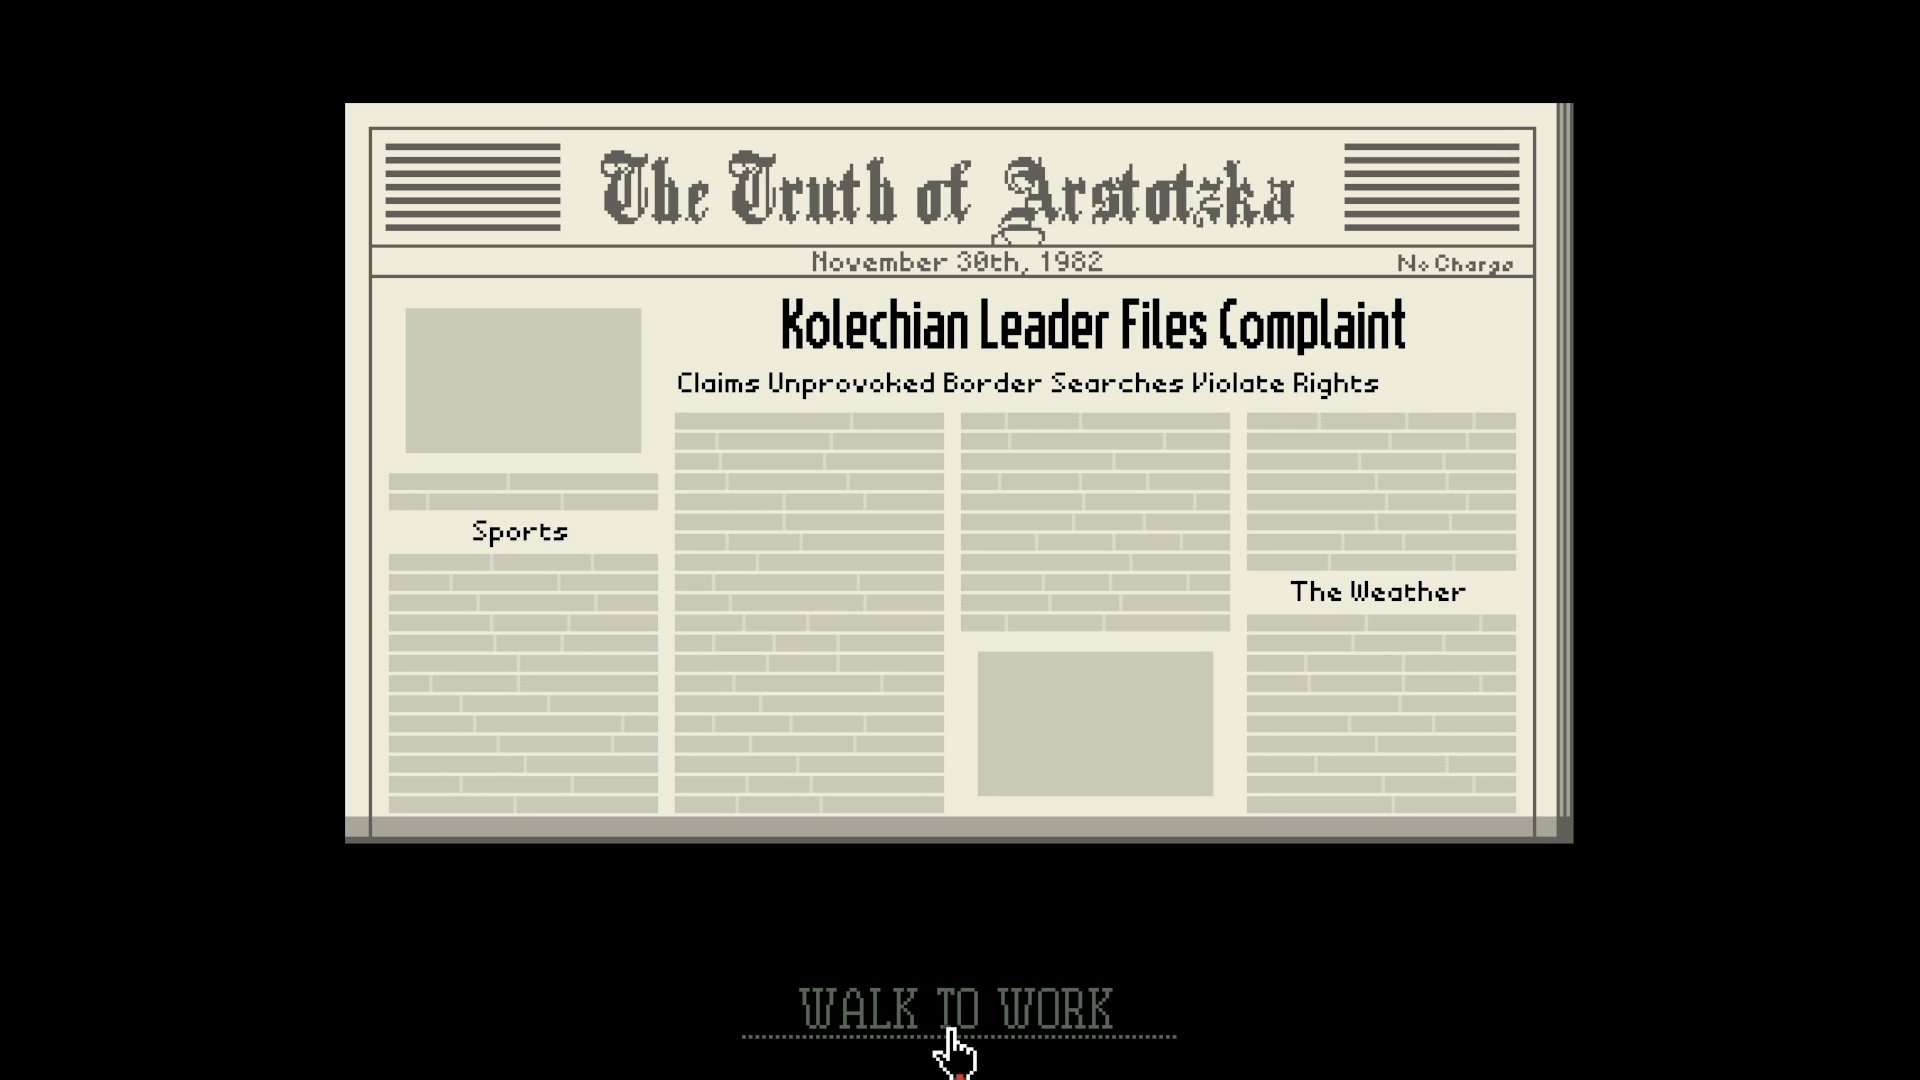 The Truth of Arstotzka
November 30th, 1982
No Charge
Kolechian Leader Files Complaint
Claims Unprovoked Border Searches Violate Rights
Sports
The Weather
WALK TO WORK